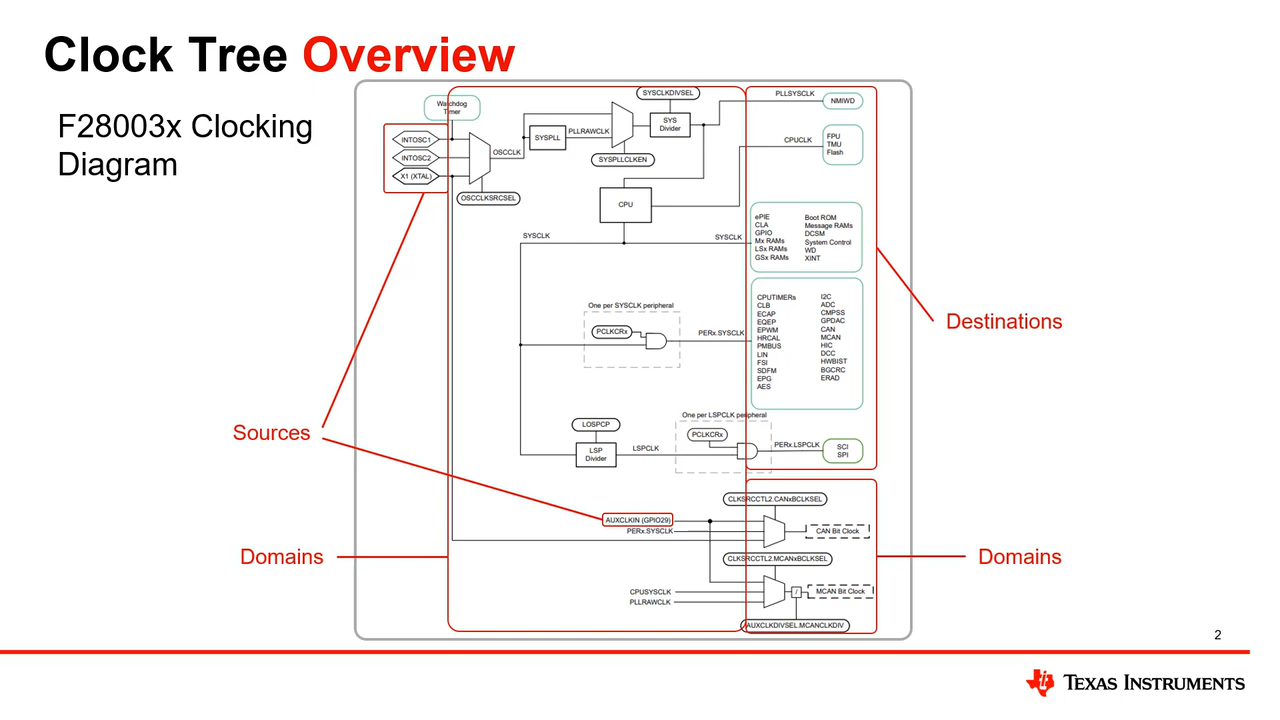 Clock Tree Overview
F28003x Clocking
Diagram
Watchdog
Timer
INTOSC1
INTOSC2
X1 (XTAL)
OSCCLK
OSCCLKSRCSEL
SYSPLL
PLLRAWCLK
SYSPLLCLKEN
SYSCLKDIVSEL
SYS
Divider
PLLSYSCLK
NMIWD
CPUCLK
FPU
TMU
Flash
CPU
SYSCLK
SYSCLK
ePIE
CLA
GPIO
Mx RAMs
LSx RAMs
GSx RAMs
Boot ROM
Message RAMs
DCSM
System Control
WD
XINT
One per SYSCLK peripheral
PCLKCRx
PERx.SYSCLK
CPUTIMERs
CLB
ECAP
EQEP
EPWM
HRCAL
PMBUS
LIN
FSI
SDFM
EPG
AES
I2C
ADC
CMPSS
GPDAC
CAN
MCAN
HIC
DCC
HWBIST
BGCRC
ERAD
Destinations
One per LSPCLK peripheral
LOSPCP
LSP
Divider
LSPCLK
PCLKCRx
PERx.LSPCLK
SCI
SPI
Sources
CLKSRCCTL2.CANxBCLKSEL
AUXCLKIN (GPIO29)
PERx.SYSCLK
CAN Bit Clock
Domains
Domains
CLKSRCCTL2.MCANxBCLKSEL
CPUSYSCLK
PLLRAWCLK
/
MCAN Bit Clock
AUXCLKDIVSEL.MCANCLKDIV
2
TEXAS INSTRUMENTS